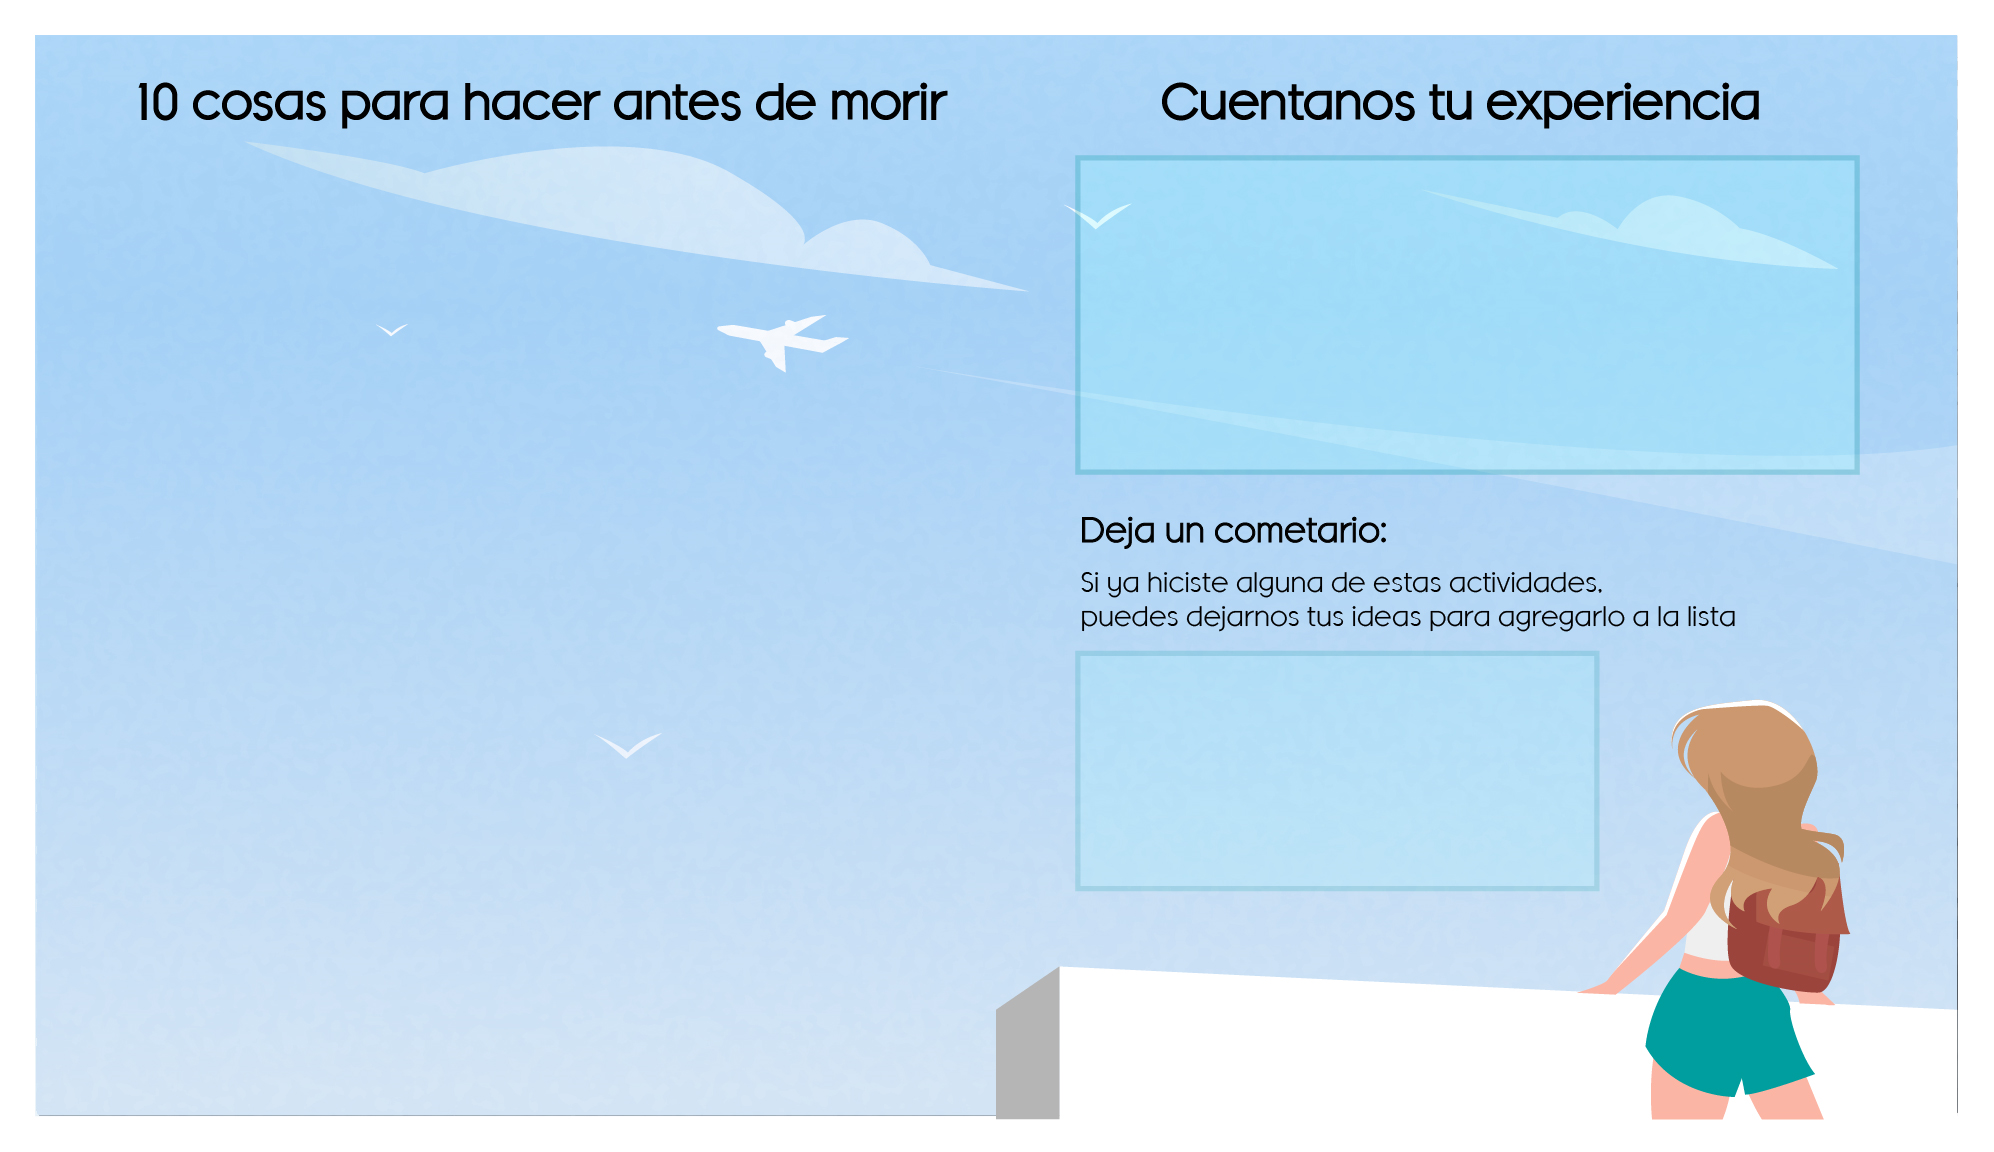 10 cosas para hacer antes de morir
Cuentanos tu experiencia
Deja un cometario:
Si ya hiciste alguna de estas actividades,
puedes dejarnos tus ideas para agregarlo a la lista